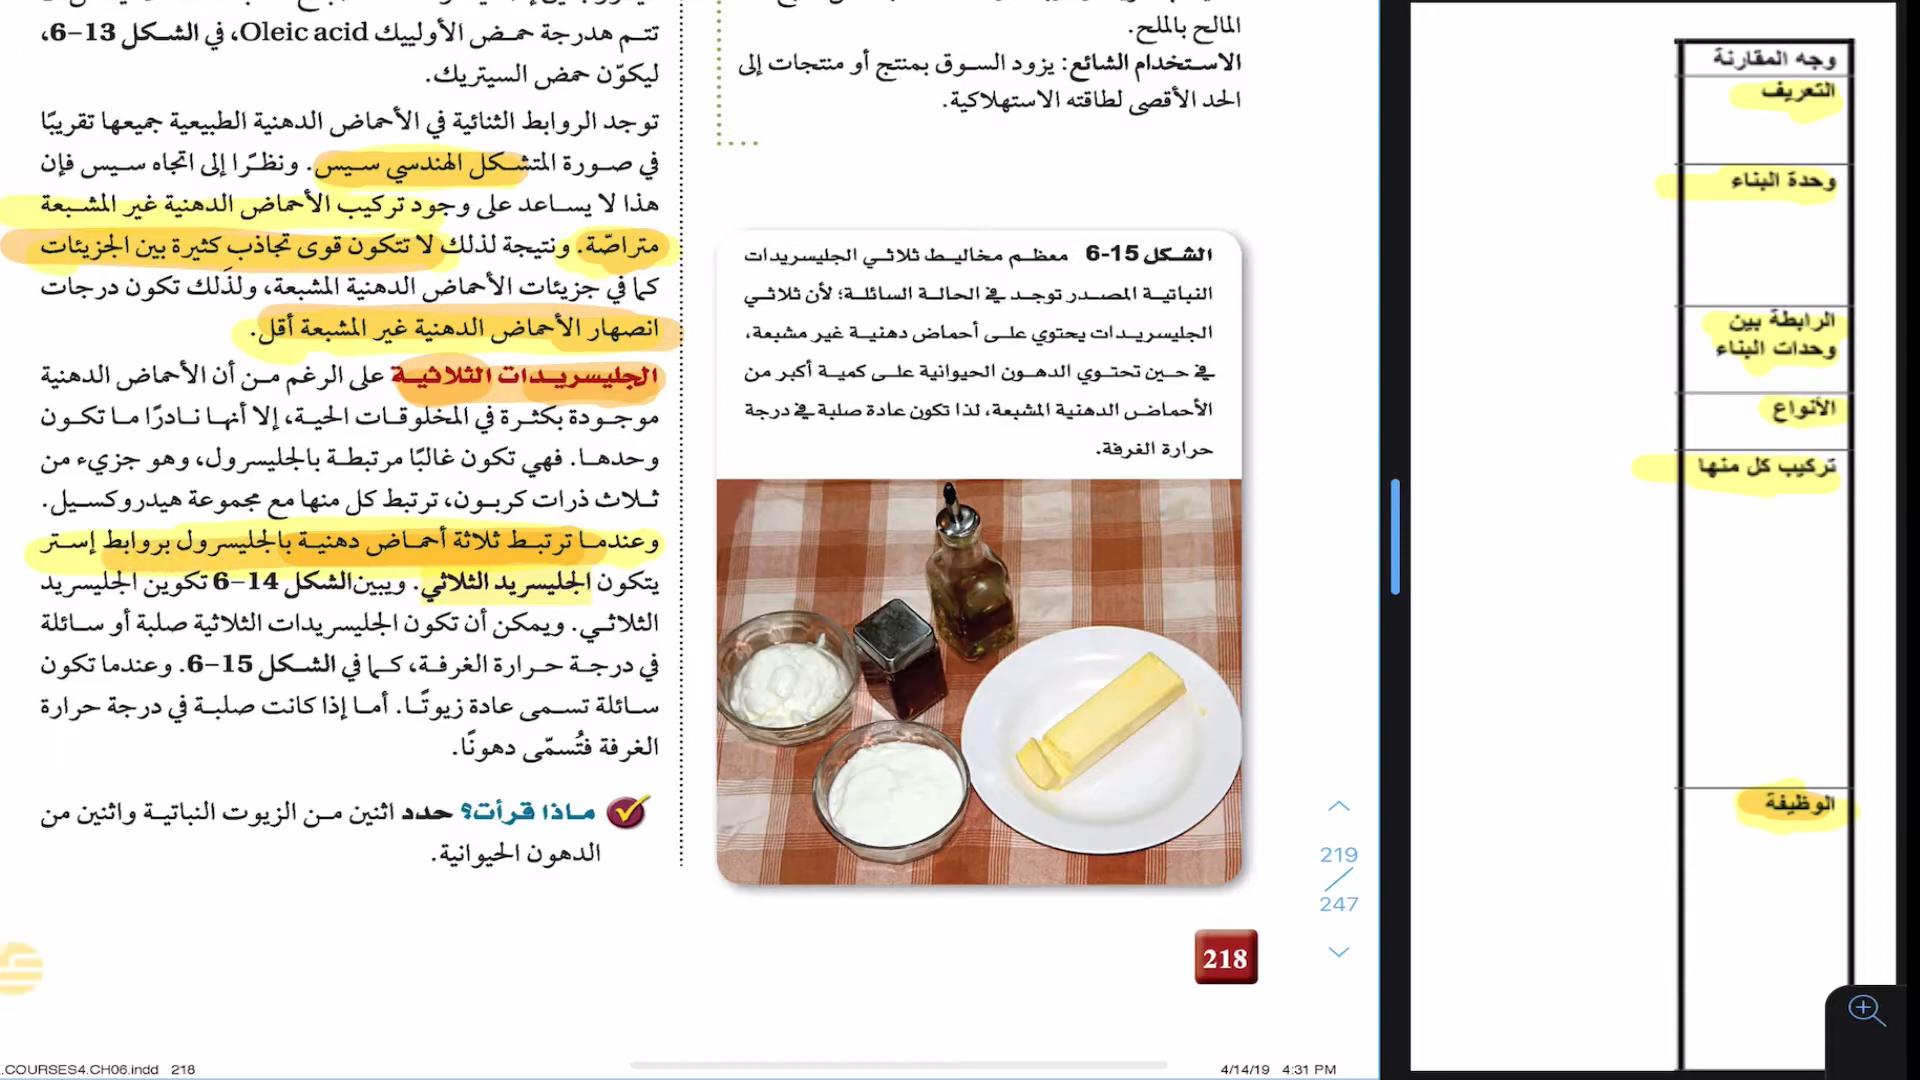 المالح بالملح.
الاستخدام الشائع: يزود السوق بمنتج أو منتجات إلى
الحد الأقصى لطاقته الاستهلاكية.
الشكل 15-6 معظم مخاليط ثلاثي الجليسريدات
النباتية المصدر توجد في الحالة السائلة؛ لأن ثلاثي
الجليسريدات يحتوي على أحماض دهنية غير مشبعة،
في حين تحتوي الدهون الحيوانية على كمية أكبر من
الأحماض الدهنية المشبعة، لذا تكون عادة صلبة في درجة
حرارة الغرفة.
تتم هدرجة حمض الأولييك Oleic acid، في الشكل 13-6،
ليكوّن حمض السيتريك.
توجد الروابط الثنائية في الأحماض الدهنية الطبيعية جميعها تقريبًا
في صورة المتشكل الهندسي سيس. ونظرًا إلى اتجاه سيس فإن
هذا لا يساعد على وجود تركيب الأحماض الدهنية غير المشبعة
متراصّة. ونتيجة لذلك لا تتكون قوى تجاذب كثيرة بين الجزيئات
كما في جزيئات الأحماض الدهنية المشبعة، ولذلك تكون درجات
انصهار الأحماض الدهنية غير المشبعة أقل.
الجليسريدات الثلاثية على الرغم من أن الأحماض الدهنية
موجودة بكثرة في المخلوقات الحية، إلا أنها نادرًا ما تكون
وحدها. فهي تكون غالبًا مرتبطة بالجليسرول، وهو جزيء من
ثلاث ذرات كربون، ترتبط كل منها مع مجموعة هيدروكسيل.
وعندما ترتبط ثلاثة أحماض دهنية بالجليسرول بروابط إستر
يتكون الجليسريد الثلاثي. ويبين الشكل 14-6 تكوين الجليسريد
الثلاثي. ويمكن أن تكون الجليسريدات الثلاثية صلبة أو سائلة
في درجة حرارة الغرفة، كما في الشكل 15-6. وعندما تكون
سائلة تسمى عادة زيوتًا. أما إذا كانت صلبة في درجة حرارة
الغرفة فتُسمّى دهونًا.
ماذا قرأت؟ حدد اثنين من الزيوت النباتية واثنين من
الدهون الحيوانية.
218
219
247
.COURSES4.CH06.indd 218
4/14/19 4:31 PM
وجه المقارنة
التعريف
وحدة البناء
الرابطة بين
وحدات البناء
الأنواع
تركيب كل منها
الوظيفة